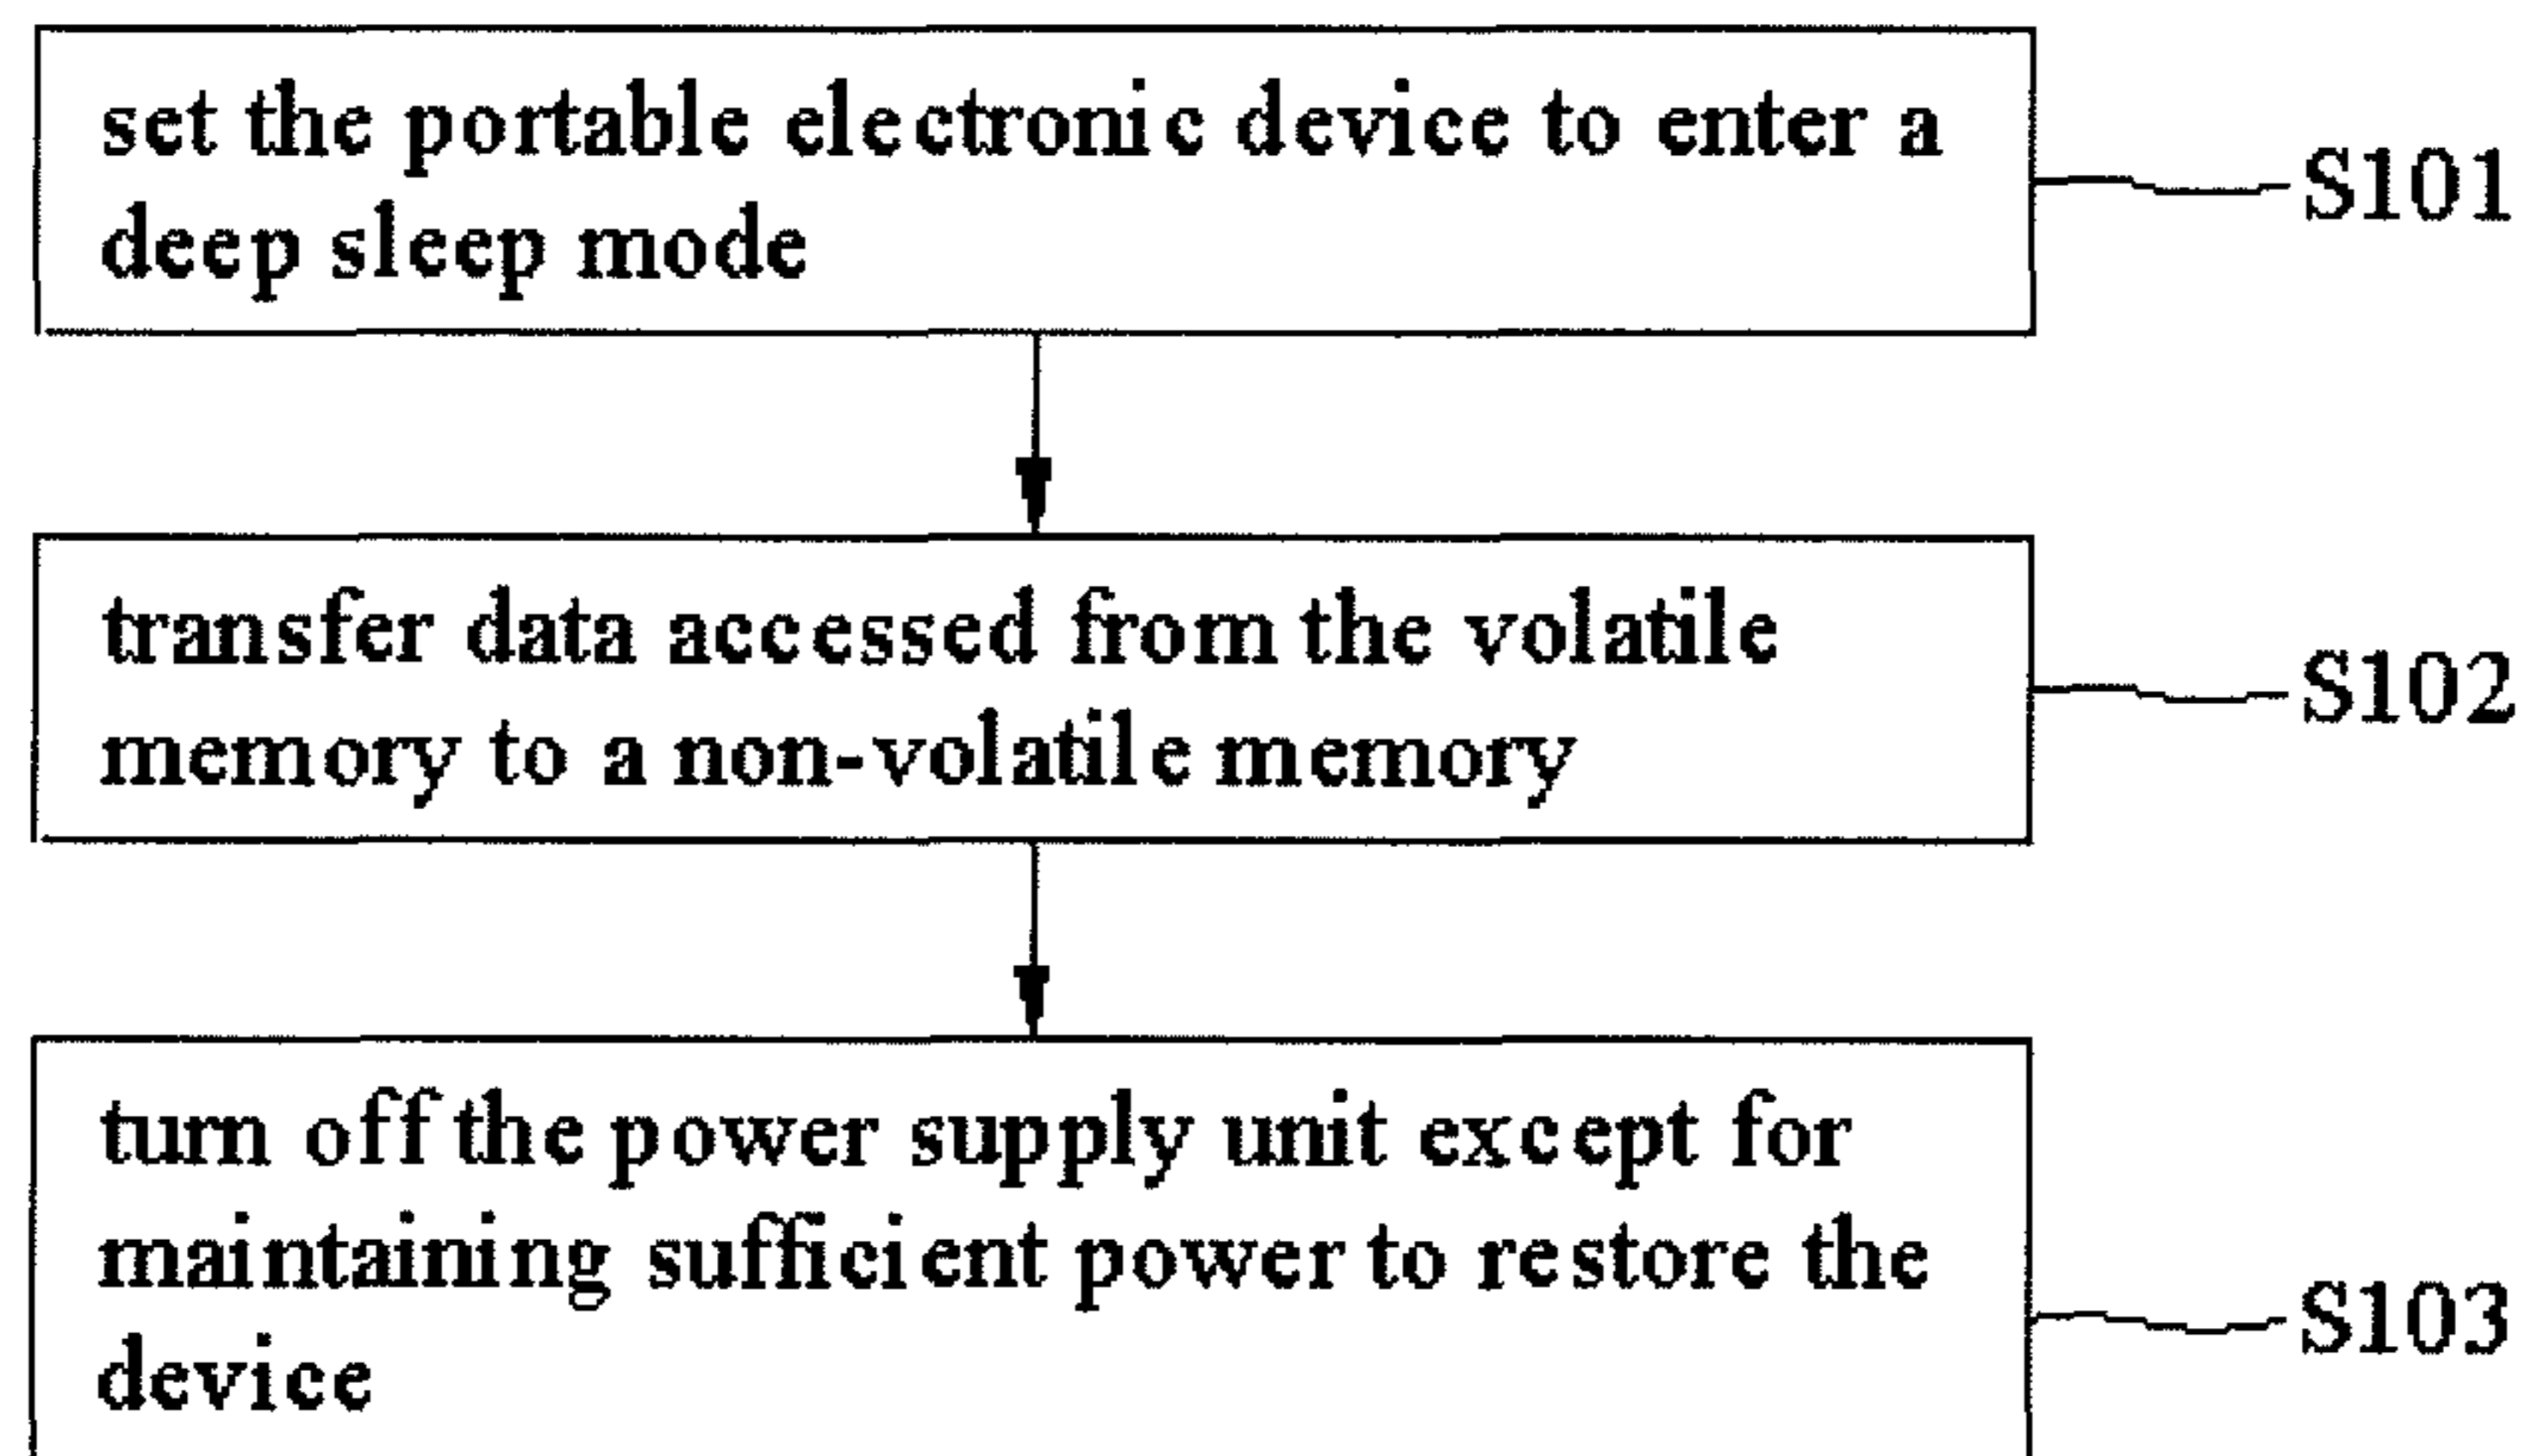 set the portable electronic device to enter a
deep sleep mode
S101
transfer data accessed from the volatile
memory to a non-volatile memory
S102
turn off the power supply unit except for
maintaining sufficient power to restore the
device
S103